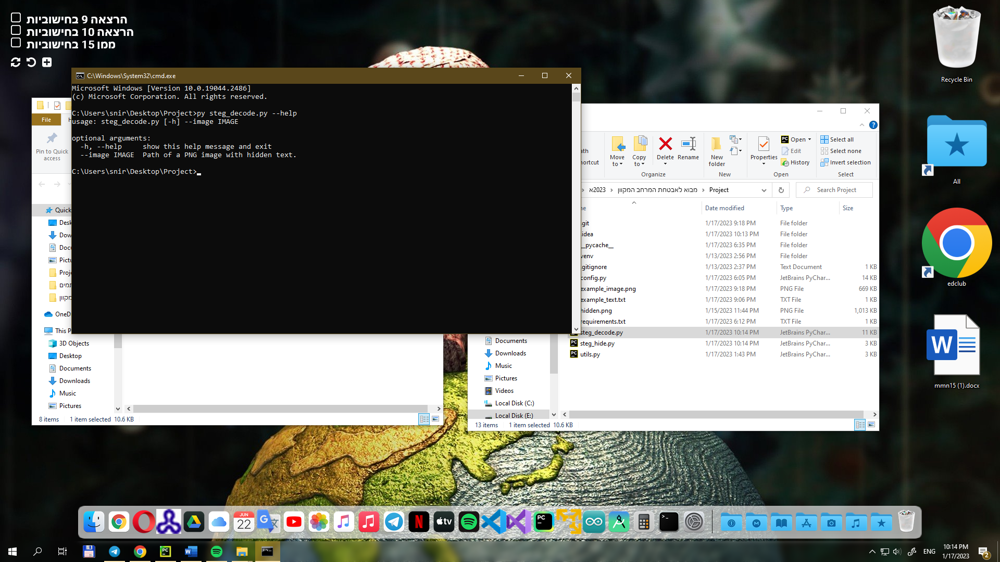 הרצאה 9 בחישוביות
הרצאה 10 בחישוביות
ממן 15 בחישוביות
Recycle Bin
All
edclub
mmn15 (1).docx
C:\Windows\System32\cmd.exe
Microsoft Windows [Version 10.0.19044.2486]
(c) Microsoft Corporation. All rights reserved.
C:\Users\snir\Desktop\Project>py steg_decode.py --help
usage: steg_decode.py [-h] --image IMAGE
optional arguments:
-h, --help     show this help message and exit
--image IMAGE  Path of a PNG image with hidden text.
C:\Users\snir\Desktop\Project>
File
Pin to Quick
access
Quick
Desk
Dow
Docu
Pictu
Proje
OneD
This P
3D Objects
Desktop
Documents
Downloads
Music
Pictures
8 items 1 item selected 10.6 KB
Move
to
Copy
to
Delete
Rename
Organize
New
folder
New
Properties
Open
Edit
History
Open
Select all
Select none
Invert selection
Select
א2023 › מבוא לאבטחת המרחב המקוון › Project
Search Project
Date modified Type Size
git 1/17/2023 9:18 PM File folder
idea 1/17/2023 10:13 PM File folder
__pycache__ 1/17/2023 6:35 PM File folder
venv 1/13/2023 2:56 PM File folder
gitignore 1/13/2023 2:37 PM Text Document 1 KB
config.py 1/17/2023 6:05 PM JetBrains PyChar... 14 KB
example_image.png 1/17/2023 9:18 PM PNG File 669 KB
example_text.txt 1/17/2023 9:06 PM TXT File 1 KB
hidden.png 1/15/2023 11:44 PM PNG File 1,013 KB
requirements.txt 1/17/2023 6:12 PM TXT File 1 KB
steg_decode.py 1/17/2023 10:14 PM JetBrains PyChar... 11 KB
steg_hide.py 1/17/2023 10:14 PM JetBrains PyChar... 3 KB
utils.py 1/17/2023 1:43 PM JetBrains PyChar... 3 KB
Documents
Downloads
Music
Pictures
Videos
Local Disk (C:)
Local Disk (E:)
13 items 1 item selected 10.6 KB
JUN
22
tv
PC
ENG
10:14 PM
1/17/2023
2